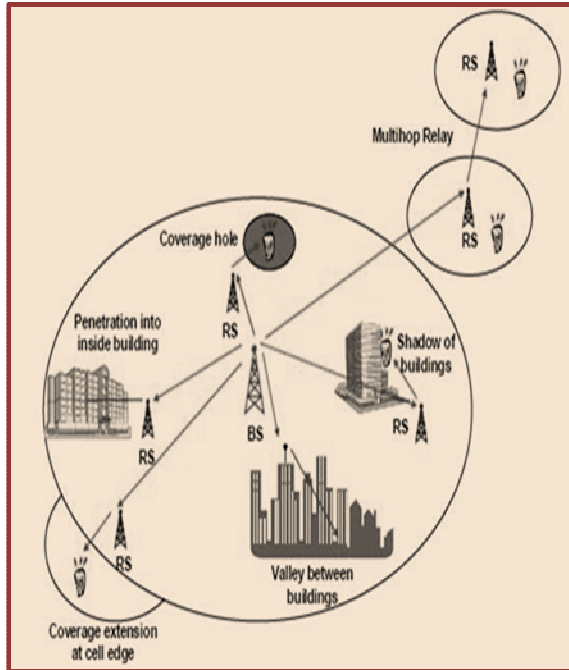 RS
Multihop Relay
RS
Coverage hole
RS
Penetration into
inside building
Shadow of
buildings
BS
RS
RS
RS
Valley between
buildings
Coverage extension
at cell edge